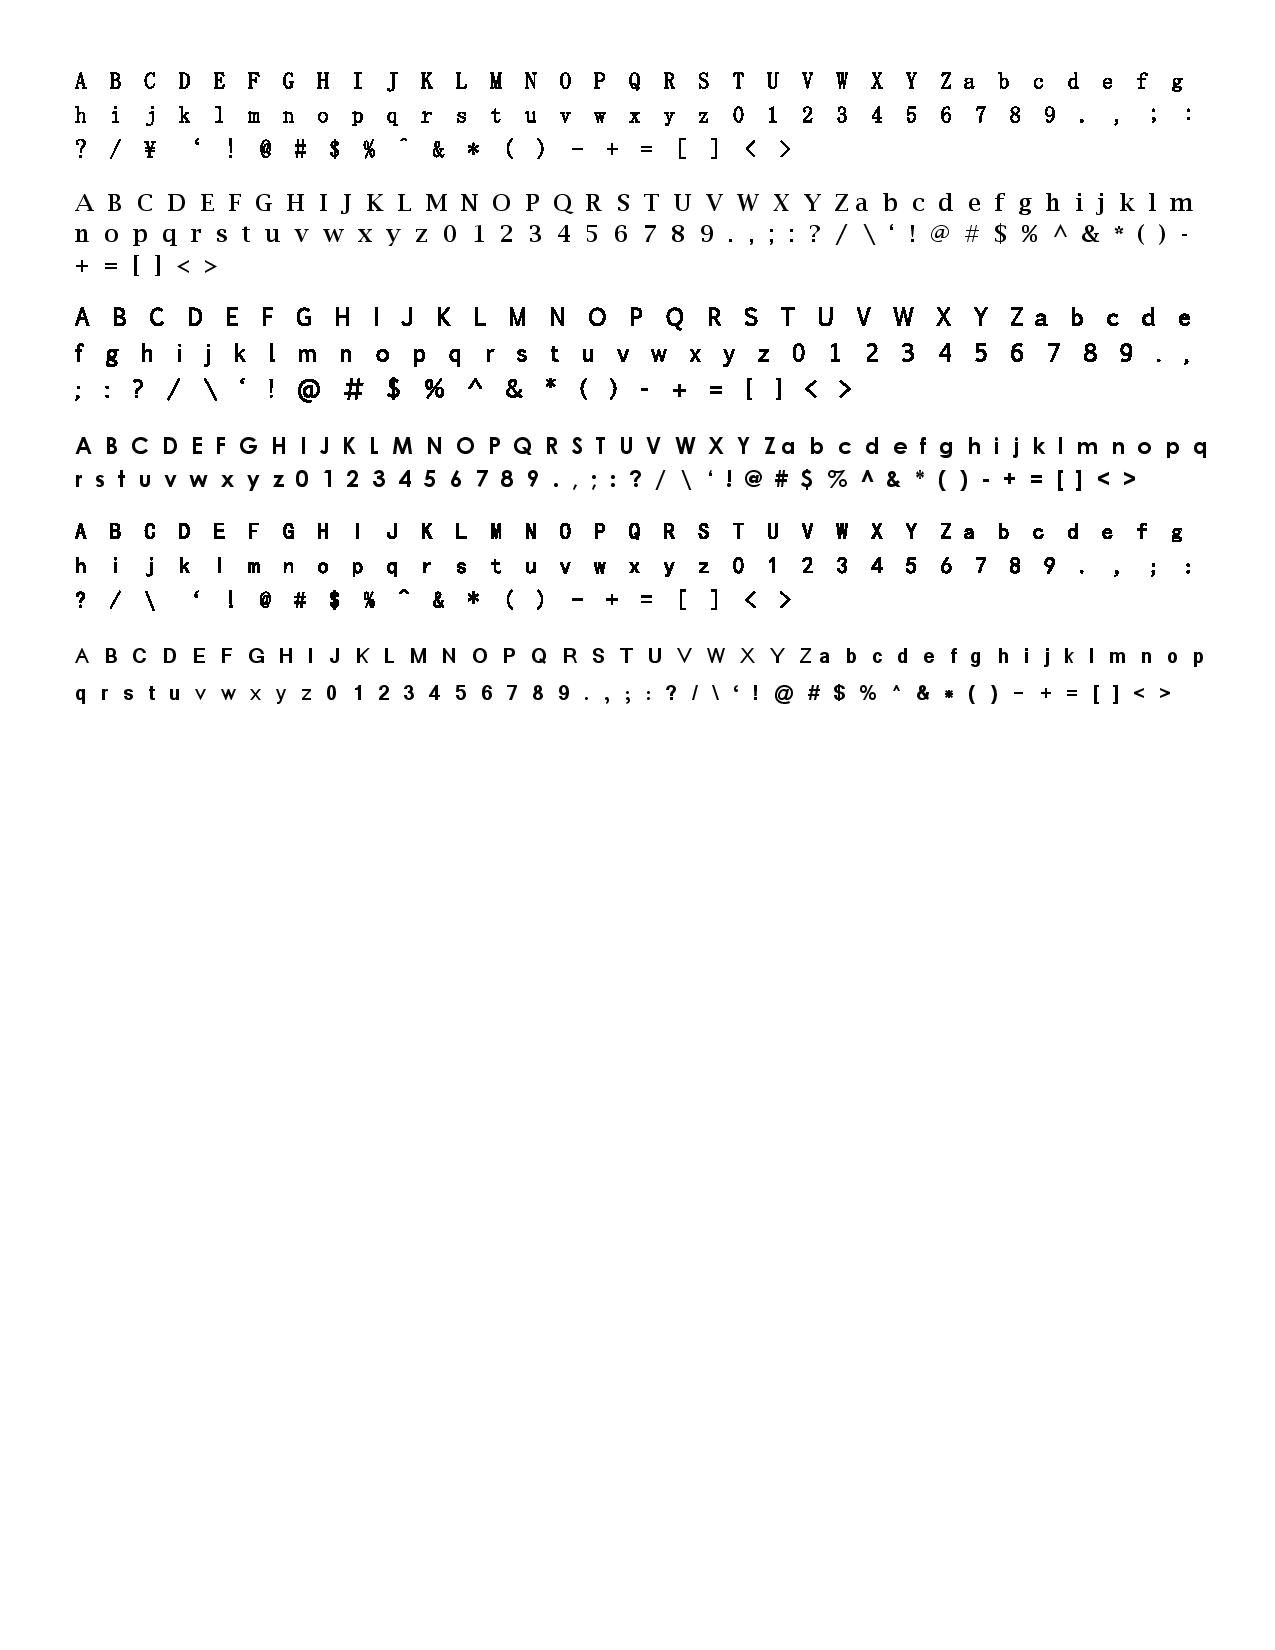 A B C D E F G H I J K L M N O P Q R S T U V W X Y Z a b c d e f g
h i j k l m n o p q r s t u v w x y z 0 1 2 3 4 5 6 7 8 9 . , ; :
? / ¥ ‘ ! @ # $ % ^ & * ( ) − + = [ ] < >
A B C D E F G H I J K L M N O P Q R S T U V W X Y Z a b c d e f g h i j k l m
n o p q r s t u v w x y z 0 1 2 3 4 5 6 7 8 9 . , ; : ? / \ ‘ ! @ # $ % ^ & * ( ) -
+ = [ ] < >
A B C D E F G H I J K L M N O P Q R S T U V W X Y Z a b c d e
f g h i j k l m n o p q r s t u v w x y z 0 1 2 3 4 5 6 7 8 9 . ,
; : ? / \ ‘ ! @ # $ % ^ & * ( ) - + = [ ] < >
A B C D E F G H I J K L M N O P Q R S T U V W X Y Z a b c d e f g h i j k l m n o p q
r s t u v w x y z 0 1 2 3 4 5 6 7 8 9 . , ; : ? / \ ‘ ! @ # $ % ^ & * ( ) - + = [ ] < >
A B C D E F G H I J K L M N O P Q R S T U V W X Y Z a b c d e f g
h i j k l m n o p q r s t u v w x y z 0 1 2 3 4 5 6 7 8 9 . , ; :
? / \ ‘ ! @ # $ % ^ & * ( ) − + = [ ] < >
A B C D E F G H I J K L M N O P Q R S T U V W X Y Z a b c d e f g h i j k l m n o p
q r s t u v w x y z 0 1 2 3 4 5 6 7 8 9 . , ; : ? / \ ‘ ! @ # $ % ^ & * ( ) − + = [ ] < >